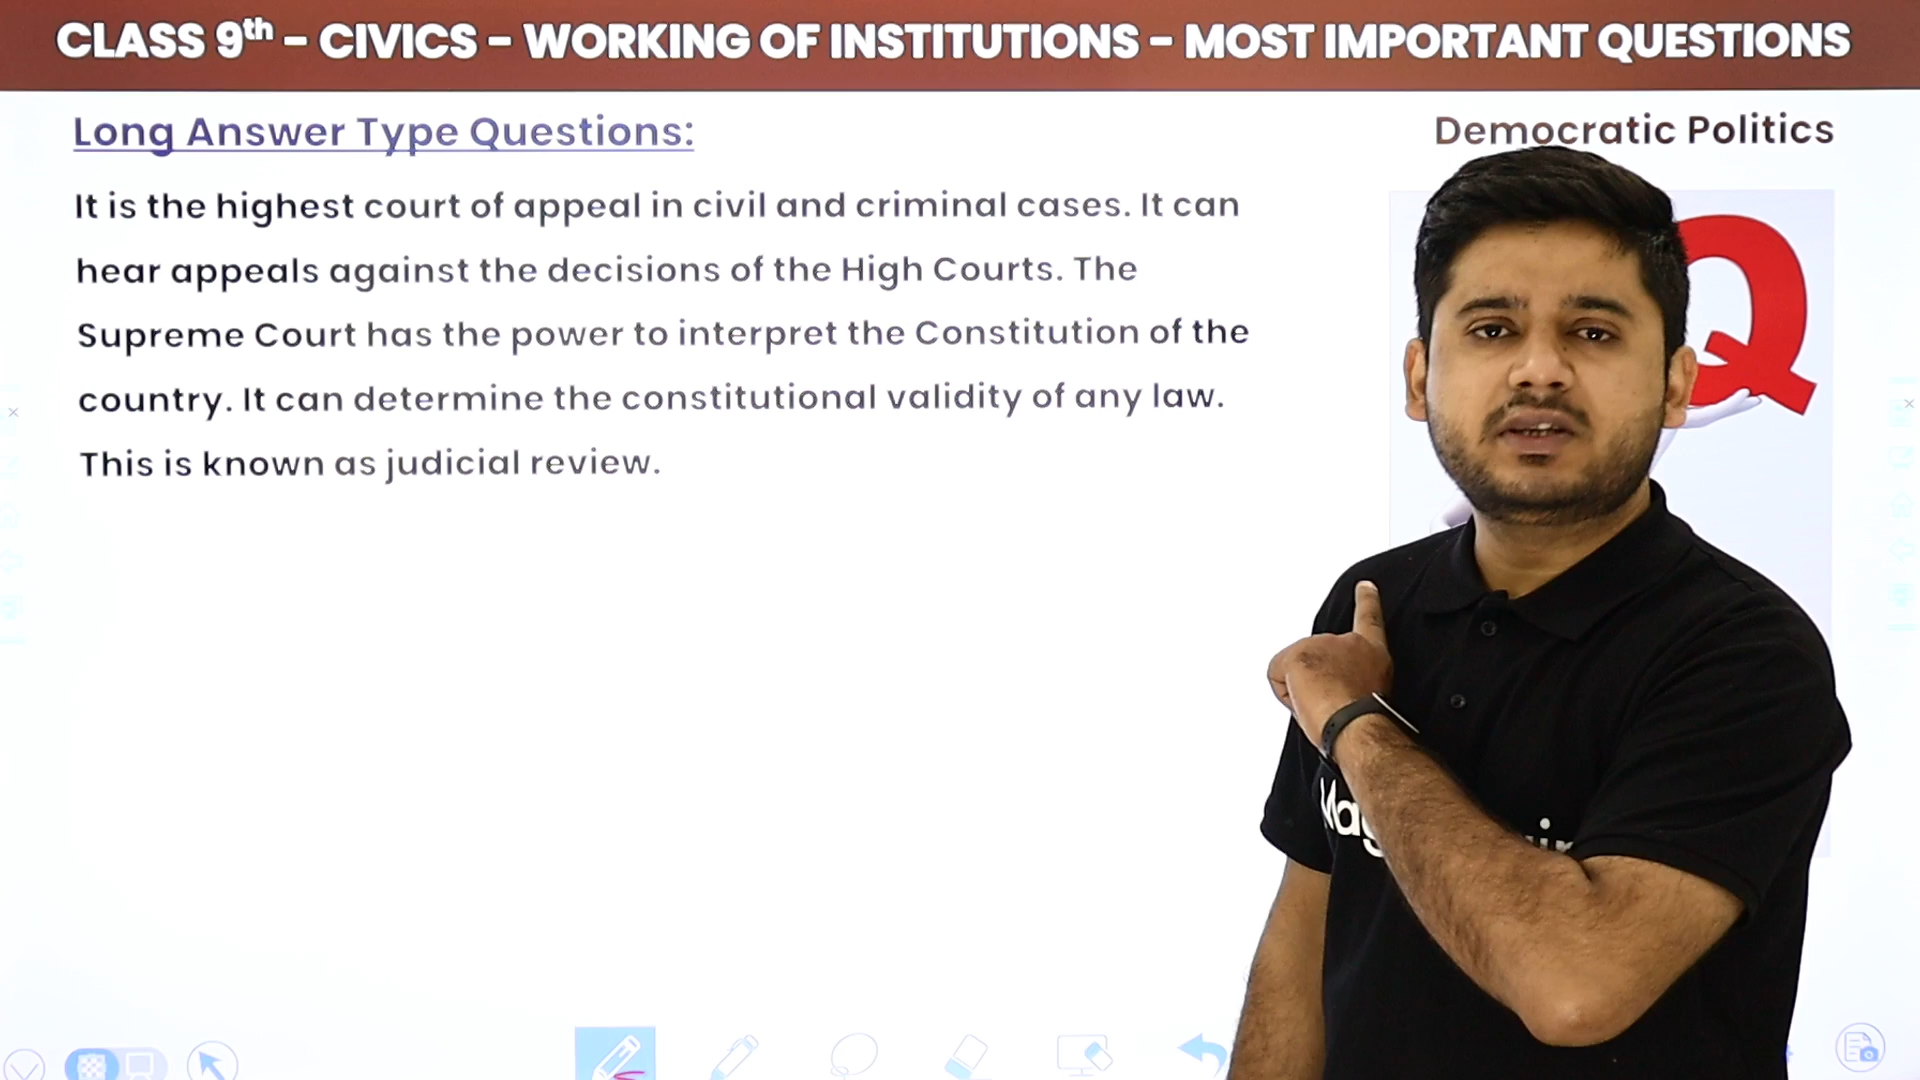 CLASS 9th - CIVICS - WORKING OF INSTITUTIONS - MOST IMPORTANT QUESTIONS
Long Answer Type Questions:
Democratic Politics
It is the highest court of appeal in civil and criminal cases. It can
hear appeals against the decisions of the High Courts. The
Supreme Court has the power to interpret the Constitution of the
country. It can determine the constitutional validity of any law.
This is known as judicial review.
Q